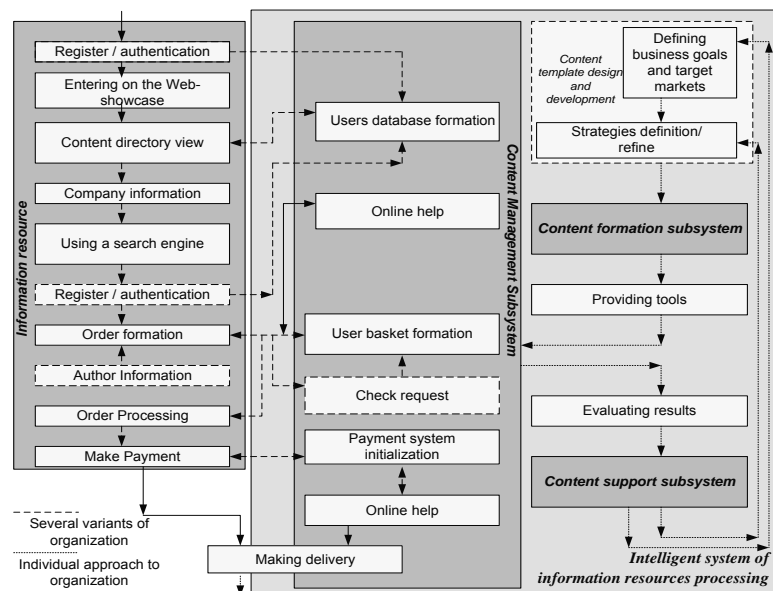 Register / authentication
Entering on the Web-
showcase
Content directory view
Company information
Using a search engine
Register / authentication
Order formation
Author Information
Order Processing
Make Payment
Information resource
Several variants of
organization
Individual approach to
organization
Users database formation
Online help
User basket formation
Check request
Payment system
initialization
Online help
Making delivery
Content Management Subsystem
Content
template design
and
development
Defining
business goals
and target
markets
Strategies definition/
refine
Content formation subsystem
Providing tools
Evaluating results
Content support subsystem
Intelligent system of
information resources processing